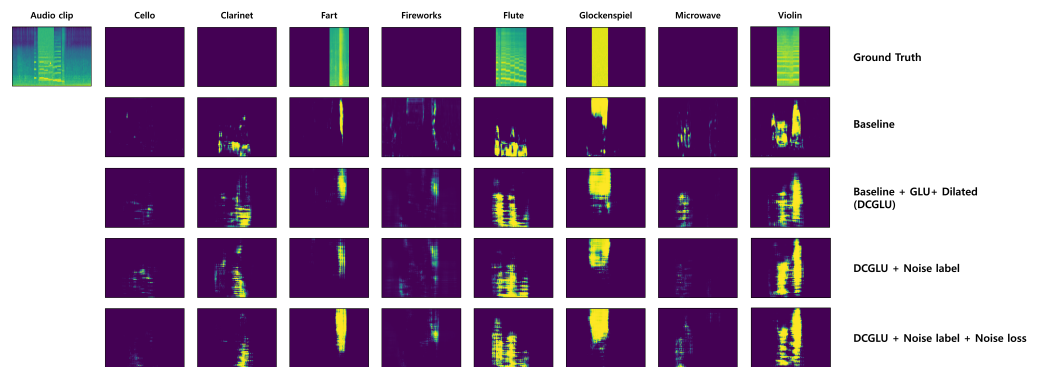 Audio clip Cello Clarinet Fart Fireworks Flute Glockenspiel Microwave Violin
Ground Truth
Baseline
Baseline + GLU+ Dilated
(DCGLU)
DCGLU + Noise label
DCGLU + Noise label + Noise loss